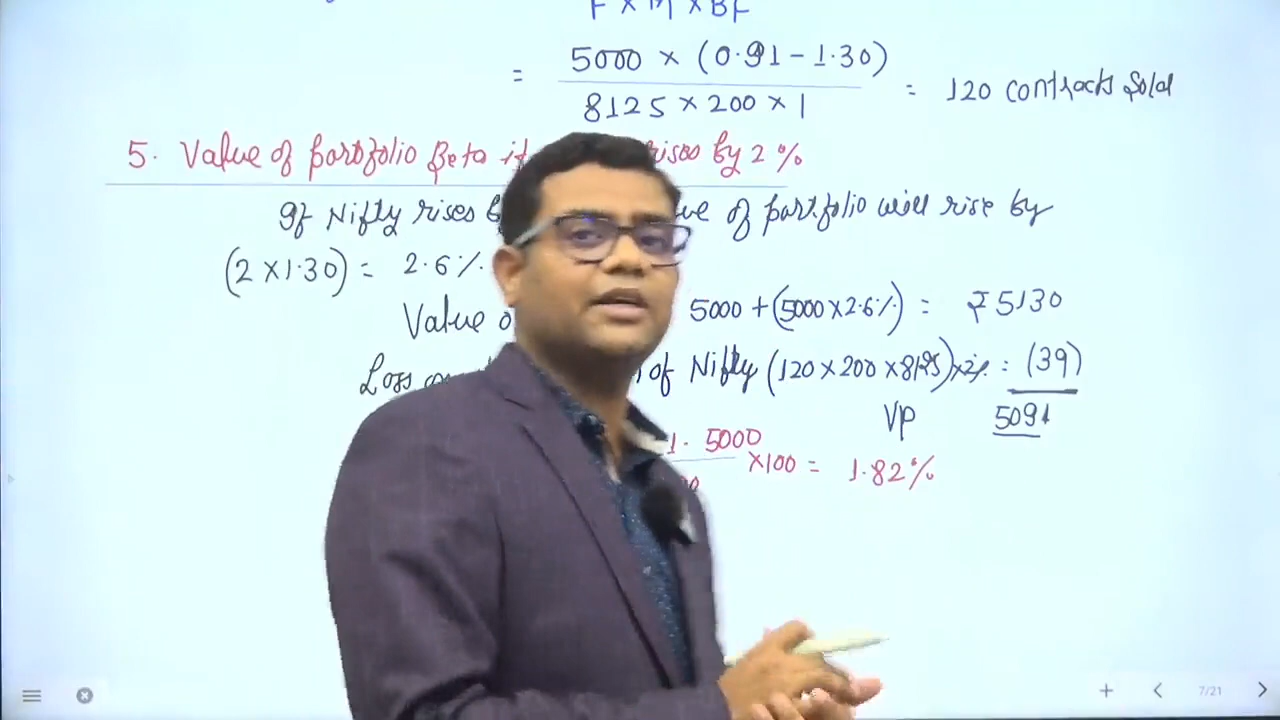 F × M × BF
= 5000 × (0.91 - 1.30)
8125 × 200 × 1
= 120 contracts Sold
5. Value of portfolio Beta if rises by 2%
If Nifty rises of portfolio will rise by
(2 × 1.30) = 2.6%.
Value 5000 + (5000 × 2.6%) = ₹5130
Loss of Nifty (120 × 200 × 8125) × 2% : (39)
VP 5091
5000
× 100 = 1.82%
7/21